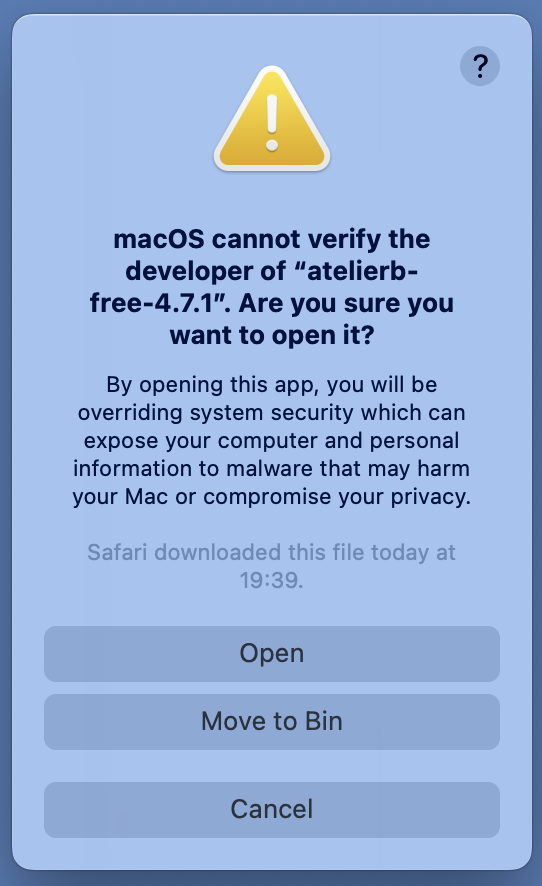 ?
macOS cannot verify the
developer of “atelierb-
free-4.7.1”. Are you sure you
want to open it?
By opening this app, you will be
overriding system security which can
expose your computer and personal
information to malware that may harm
your Mac or compromise your privacy.
Safari downloaded this file today at
19:39.
Open
Move to Bin
Cancel